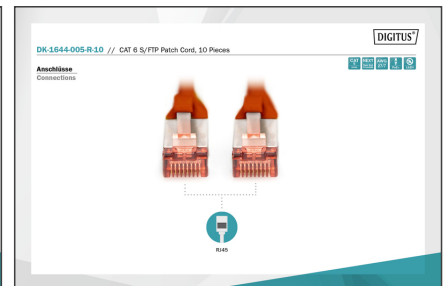 DIGITUS®
DK-1644-005-R-10 // CAT 6 S/FTP Patch Cord, 10 Pieces
Anschlüsse
Connections
RJ45